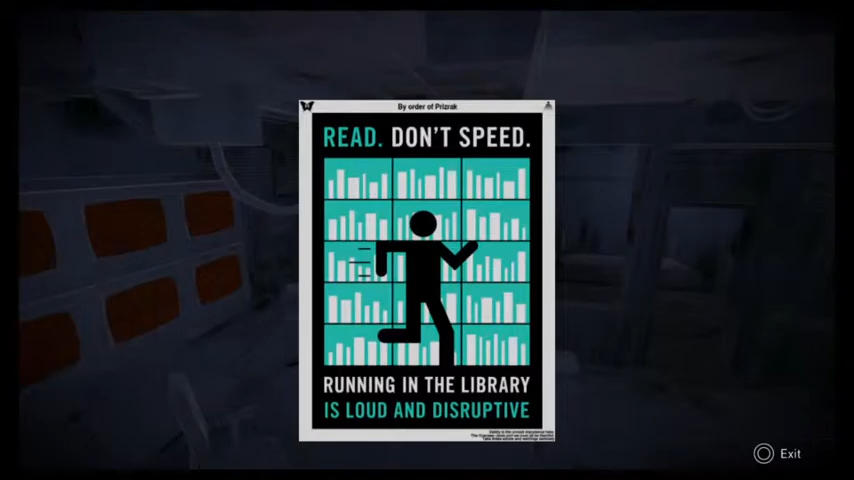 By order of Prizrak
READ. DON'T SPEED.
RUNNING IN THE LIBRARY
IS LOUD AND DISRUPTIVE
Exit